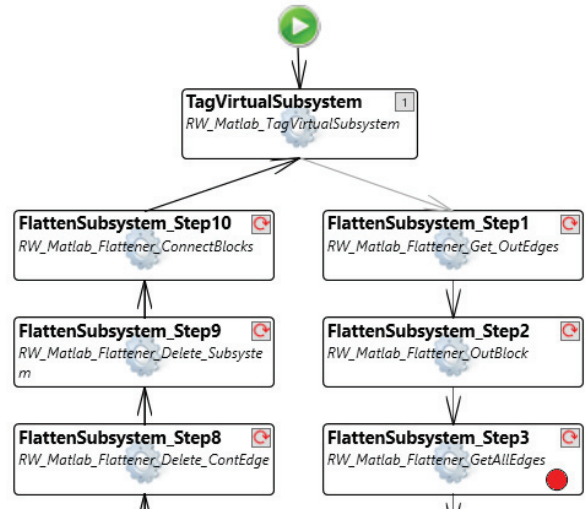 TagVirtualSubsystem 1
RW_Matlab_TagVirtualSubsystem
FlattenSubsystem_Step10
RW_Matlab_Flattener_ConnectBlocks
FlattenSubsystem_Step1
RW_Matlab_Flattener_Get_OutEdges
FlattenSubsystem_Step9
RW_Matlab_Flattener_Delete_Subsyste
m
FlattenSubsystem_Step2
RW_Matlab_Flattener_OutBlock
FlattenSubsystem_Step8
RW_Matlab_Flattener_Delete_ContEdge
FlattenSubsystem_Step3
RW_Matlab_Flattener_GetAllEdges